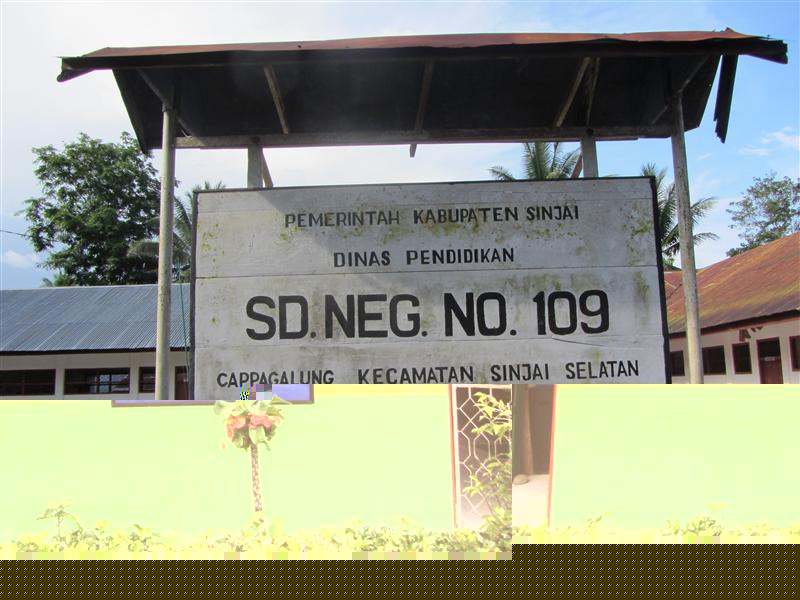 PEMERINTAH KABUPATEN SINJAI
DINAS PENDIDIKAN
SD. NEG. NO. 109
CAPPAGALUNG KECAMATAN SINJAI SELATAN